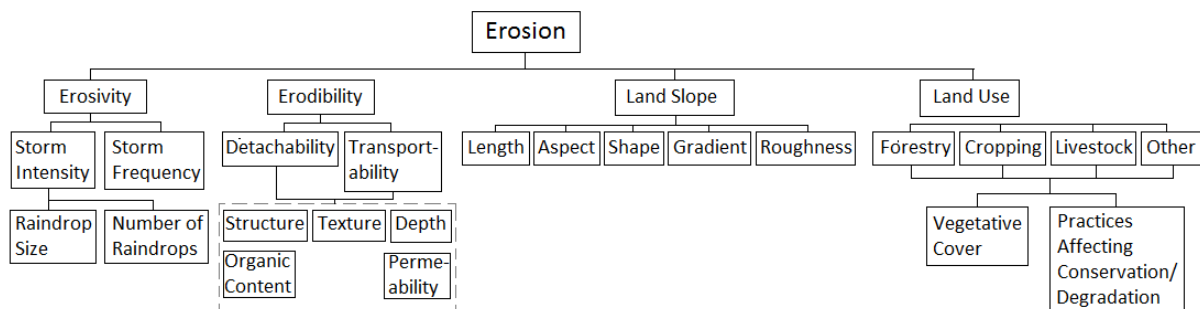 Erosion
Erosivity
Erodibility
Land Slope
Land Use
Storm
Intensity
Storm
Frequency
Detachability
Transport-
ability
Length
Aspect
Shape
Gradient
Roughness
Forestry
Cropping
Livestock
Other
Raindrop
Size
Number of
Raindrops
Structure
Texture
Depth
Organic
Content
Perme-
ability
Vegetative
Cover
Practices
Affecting
Conservation/
Degradation